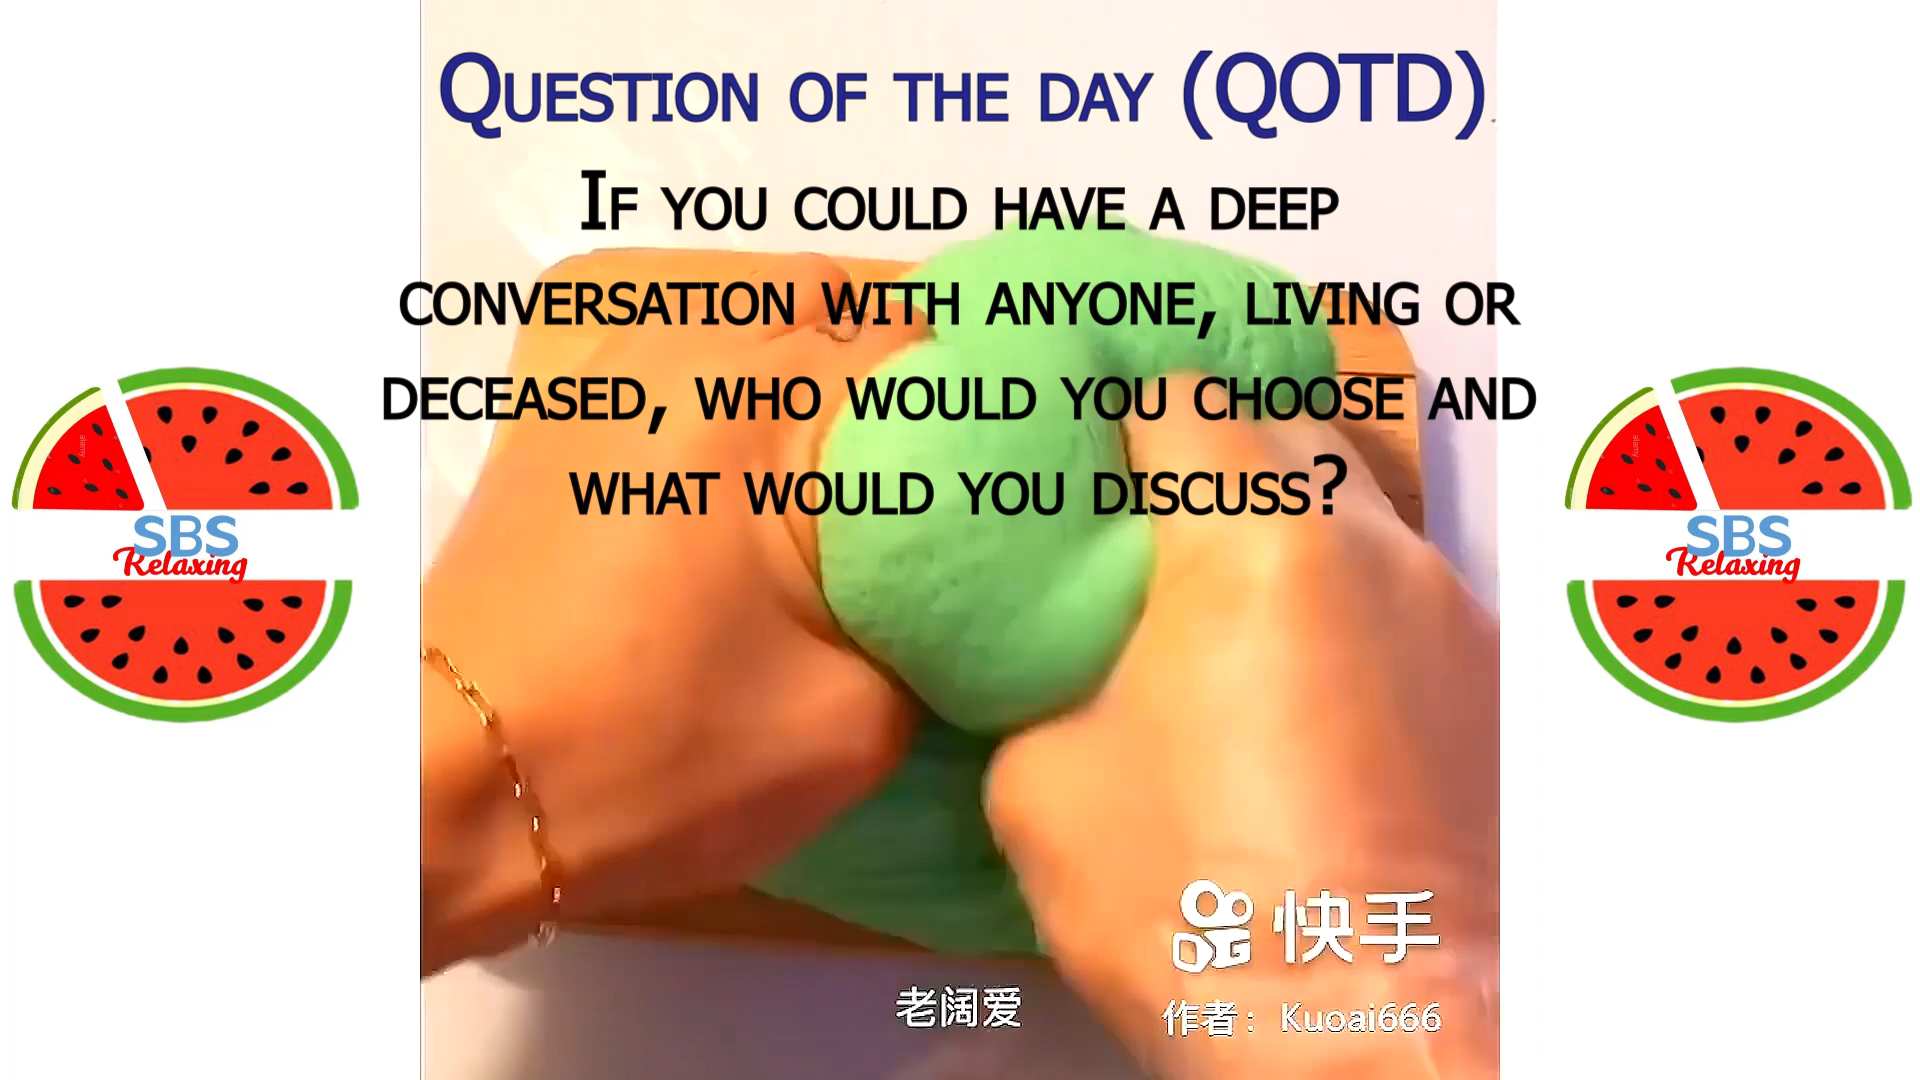 Question of the day (QOTD)
If you could have a deep
conversation with anyone, living or
deceased, who would you choose and
what would you discuss?
SBS
Relaxing
SBS
Relaxing
快手
老阔爱
作者：Kuoai666